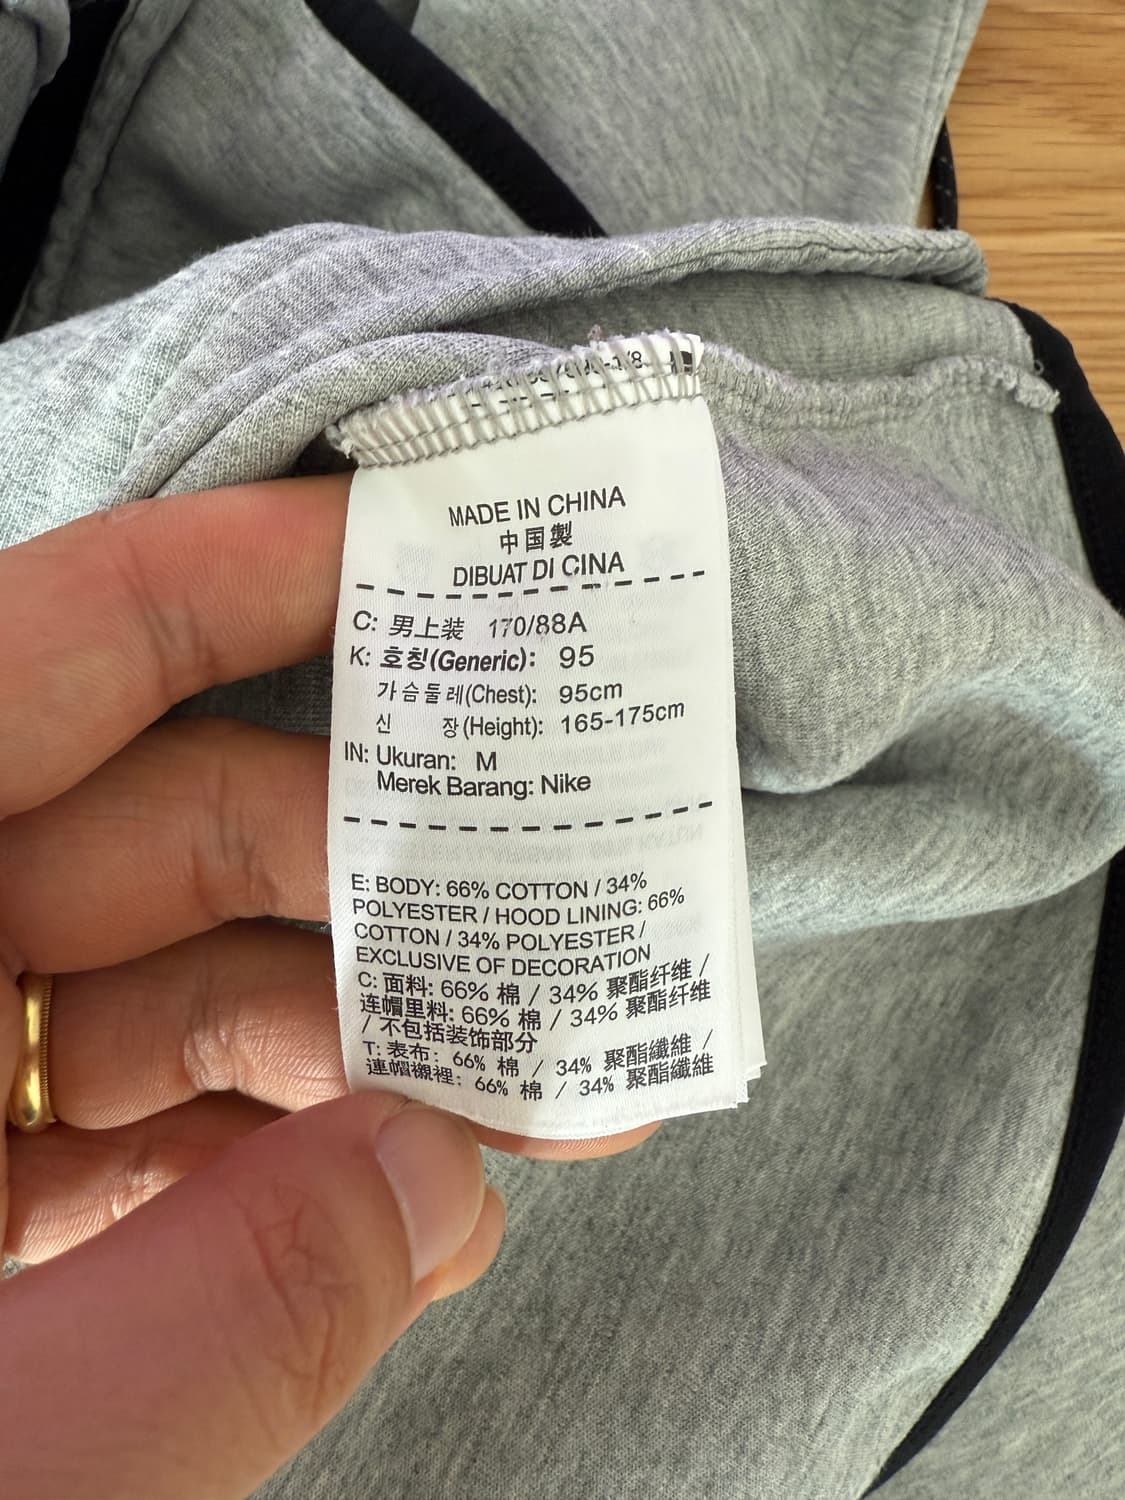 MADE IN CHINA
中国製
DIBUAT DI CINA
C: 男上装 170/88A
K: 호칭(Generic): 95
가슴둘레(Chest): 95cm
신 장(Height): 165-175cm
IN: Ukuran: M
Merek Barang: Nike
E: BODY: 66% COTTON / 34%
POLYESTER / HOOD LINING: 66%
COTTON / 34% POLYESTER /
EXCLUSIVE OF DECORATION
C: 面料: 66% 棉 / 34% 聚酯纤维 /
连帽里料: 66% 棉 / 34% 聚酯纤维
/ 不包括装饰部分
T: 表布: 66% 棉 / 34% 聚酯纖維 /
連帽襯裡: 66% 棉 / 34% 聚酯纖維